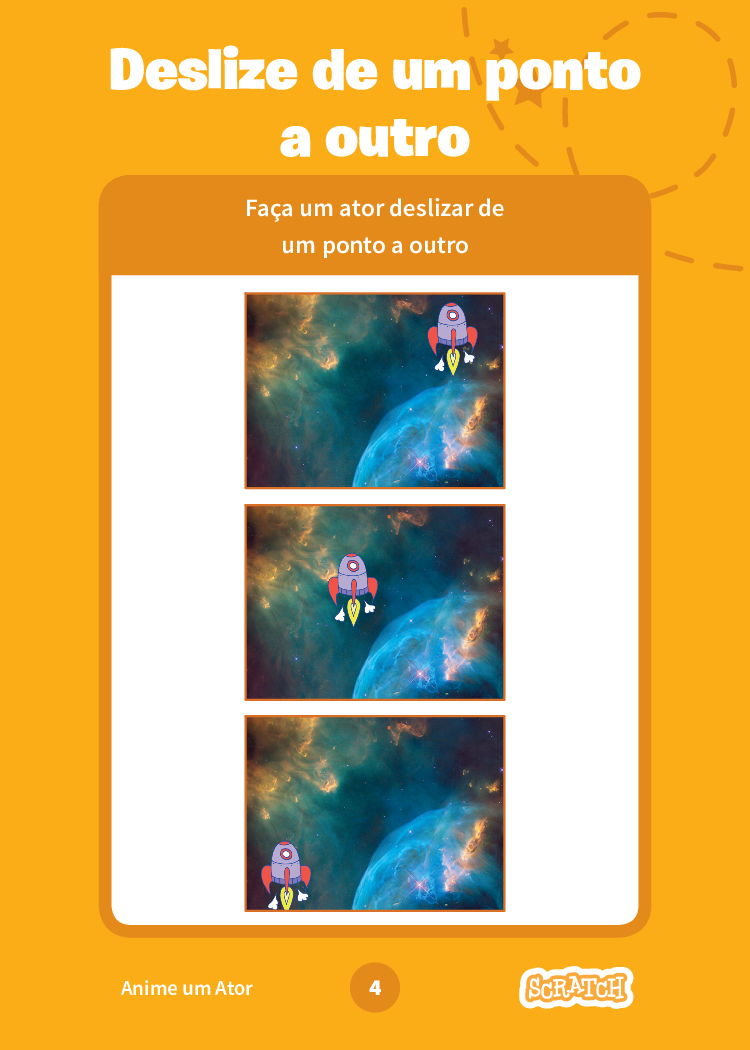 Deslize de um ponto
a outro
Faça um ator deslizar de
um ponto a outro
Anime um Ator
4
SCRATCH